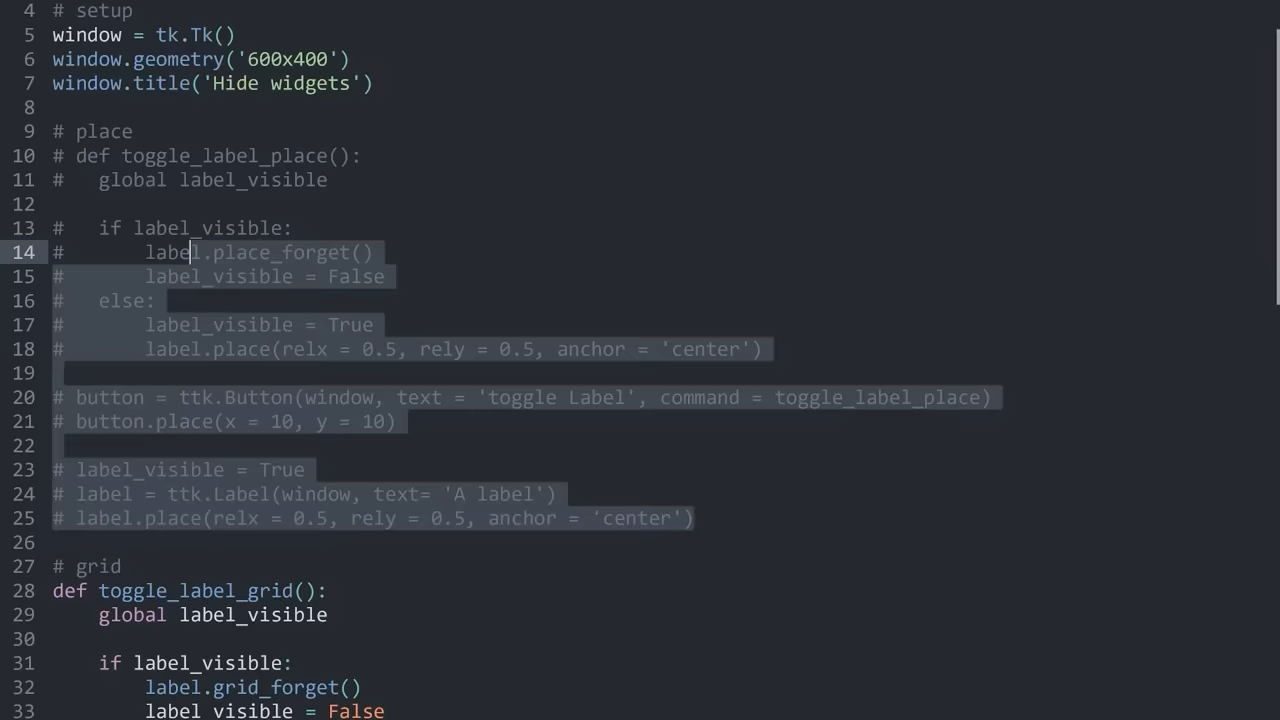 4 # setup
5 window = tk.Tk()
6 window.geometry('600x400')
7 window.title('Hide widgets')
8
9 # place
10 # def toggle_label_place():
11 #   global label_visible
12
13 #   if label_visible:
14 #       label.place_forget()
15 #       label_visible = False
16 #   else:
17 #       label_visible = True
18 #       label.place(relx = 0.5, rely = 0.5, anchor = 'center')
19
20 # button = ttk.Button(window, text = 'toggle Label', command = toggle_label_place)
21 # button.place(x = 10, y = 10)
22
23 # label_visible = True
24 # label = ttk.Label(window, text= 'A label')
25 # label.place(relx = 0.5, rely = 0.5, anchor = 'center')
26
27 # grid
28 def toggle_label_grid():
29     global label_visible
30
31     if label_visible:
32         label.grid_forget()
33         label_visible = False